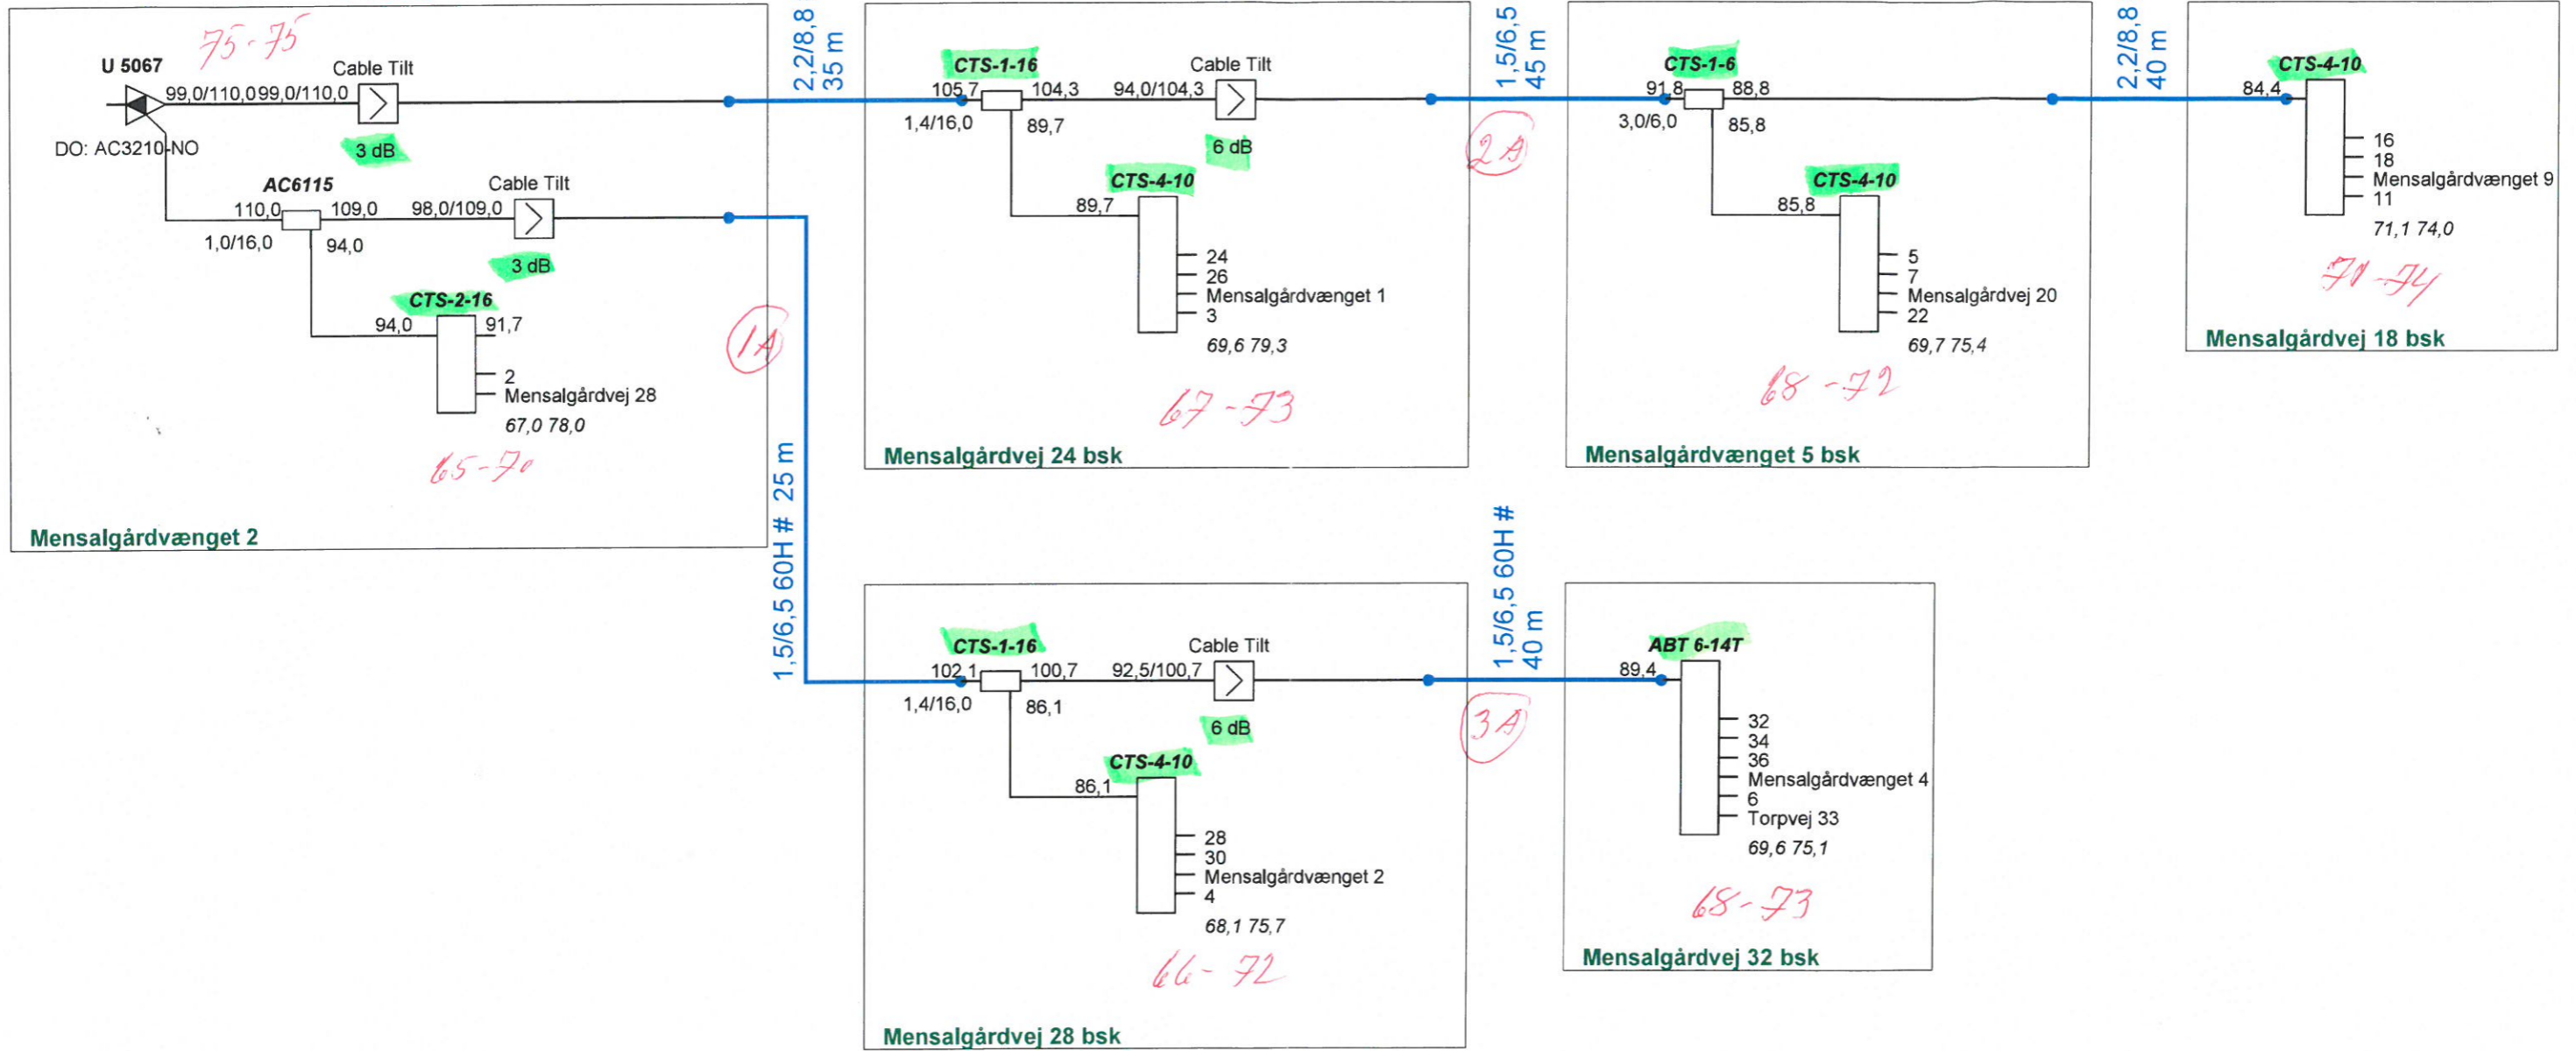 75-75
U 5067
99,0/110,0 99,0/110,0
Cable Tilt
3 dB
DO: AC3210-NO
AC6115
110,0
109,0
98,0/109,0
Cable Tilt
1,0/16,0
94,0
3 dB
CTS-2-16
94,0
91,7
2
Mensalgårdvej 28
67,0 78,0
65-70
Mensalgårdvænget 2
1A
2,2/8,8
35 m
CTS-1-16
105,7
104,3
94,0/104,3
Cable Tilt
1,4/16,0
89,7
6 dB
CTS-4-10
89,7
24
26
Mensalgårdvænget 1
3
69,6 79,3
67-73
Mensalgårdvej 24 bsk
1,5/6,5
45 m
2A
CTS-1-6
91,8
88,8
3,0/6,0
85,8
CTS-4-10
85,8
5
7
Mensalgårdvej 20
22
69,7 75,4
68-72
Mensalgårdvænget 5 bsk
2,2/8,8
40 m
CTS-4-10
84,4
16
18
Mensalgårdvænget 9
11
71,1 74,0
71-74
Mensalgårdvej 18 bsk
1,5/6,5 60H # 25 m
CTS-1-16
102,1
100,7
92,5/100,7
Cable Tilt
1,4/16,0
86,1
6 dB
CTS-4-10
86,1
28
30
Mensalgårdvænget 2
4
68,1 75,7
66-72
Mensalgårdvej 28 bsk
1,5/6,5 60H #
40 m
3A
ABT 6-14T
89,4
32
34
36
Mensalgårdvænget 4
6
Torpvej 33
69,6 75,1
68-73
Mensalgårdvej 32 bsk